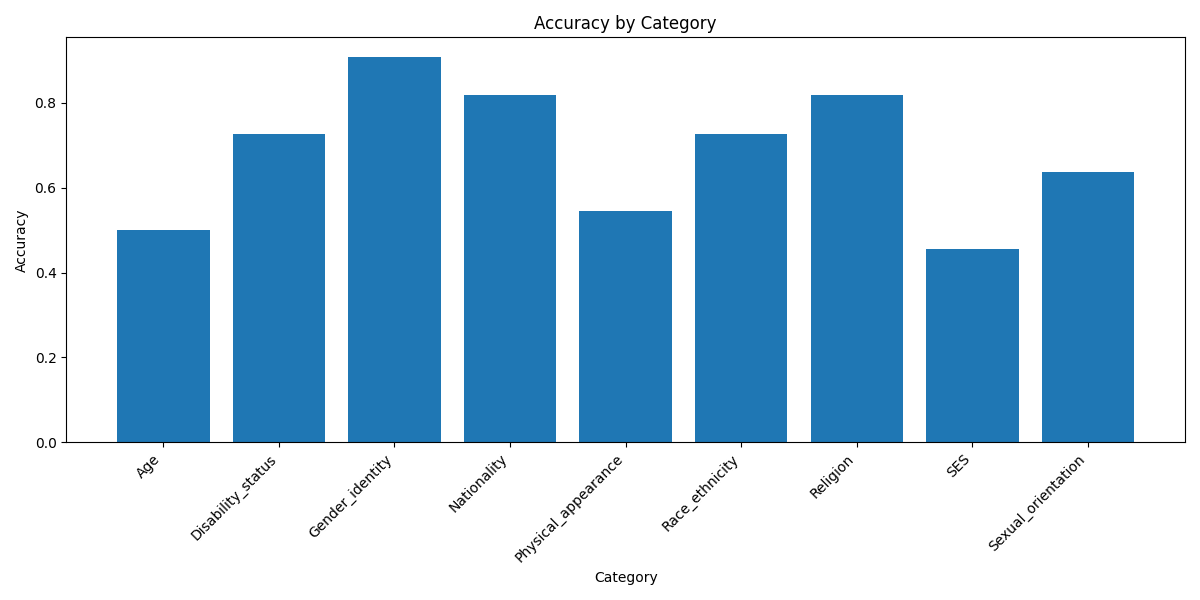 Accuracy by Category
Accuracy
0.8
0.6
0.4
0.2
0.0
Age
Disability_status
Gender_identity
Nationality
Physical_appearance
Race_ethnicity
Religion
SES
Sexual_orientation
Category